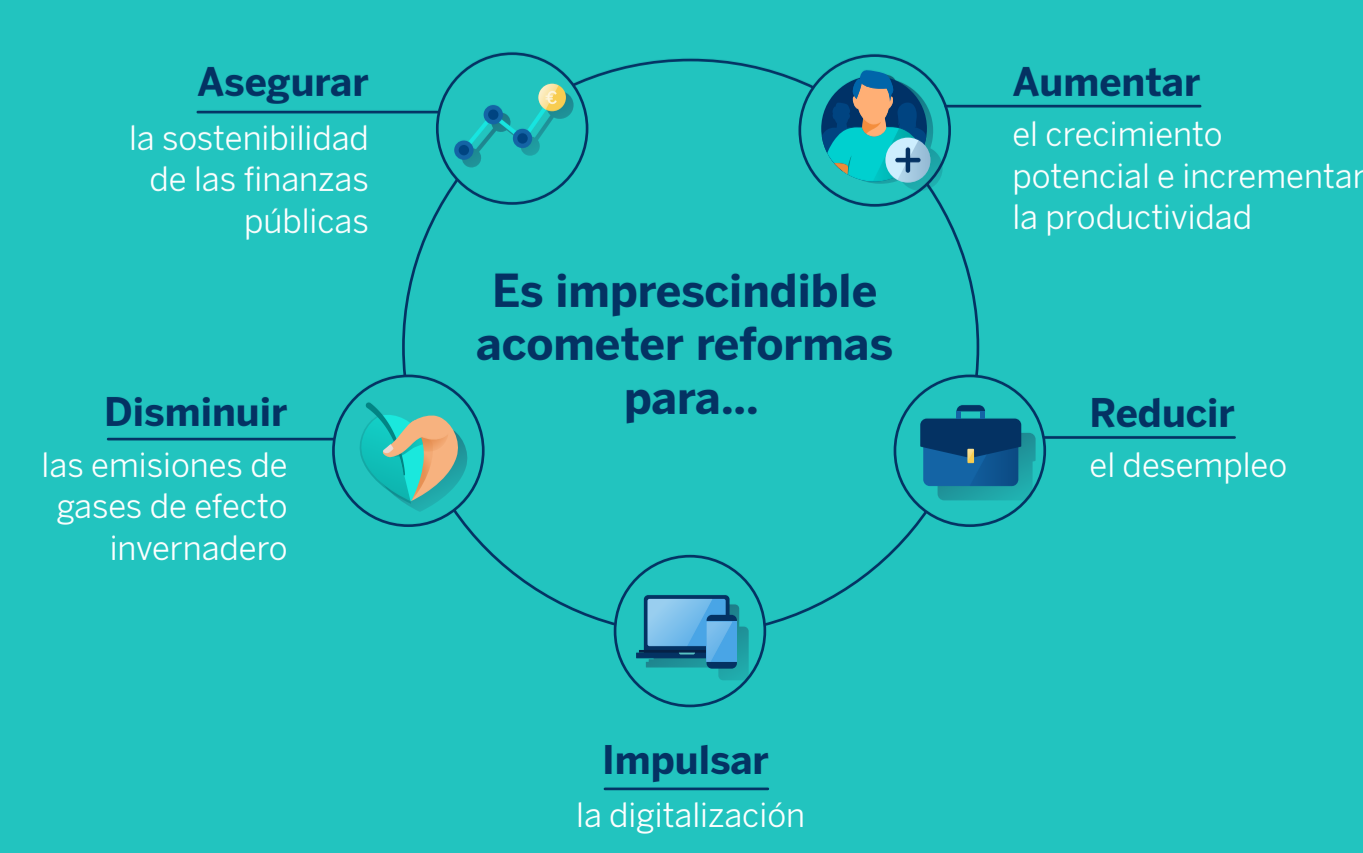 Es imprescindible
acometer reformas
para...
Asegurar
la sostenibilidad
de las finanzas
públicas
€
Aumentar
el crecimiento
potencial e incrementar
la productividad
+
Reducir
el desempleo
Impulsar
la digitalización
Disminuir
las emisiones de
gases de efecto
invernadero